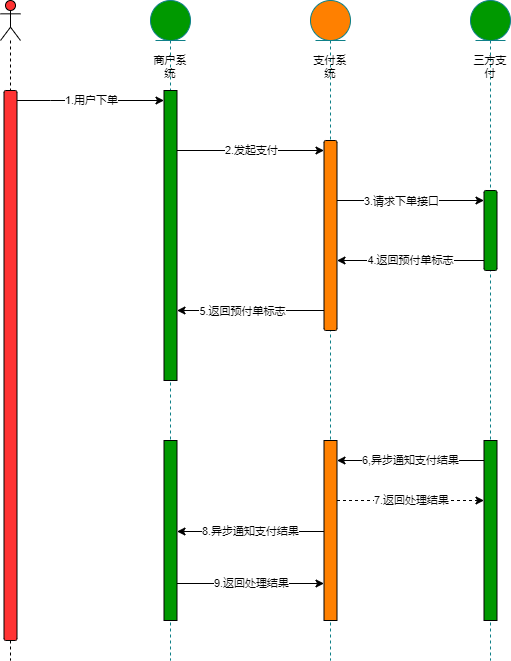 商户系
统
支付系
统
三方支
付
1.用户下单
2.发起支付
3.请求下单接口
4.返回预付单标志
5.返回预付单标志
6,异步通知支付结果
7.返回处理结果
8.异步通知支付结果
9.返回处理结果